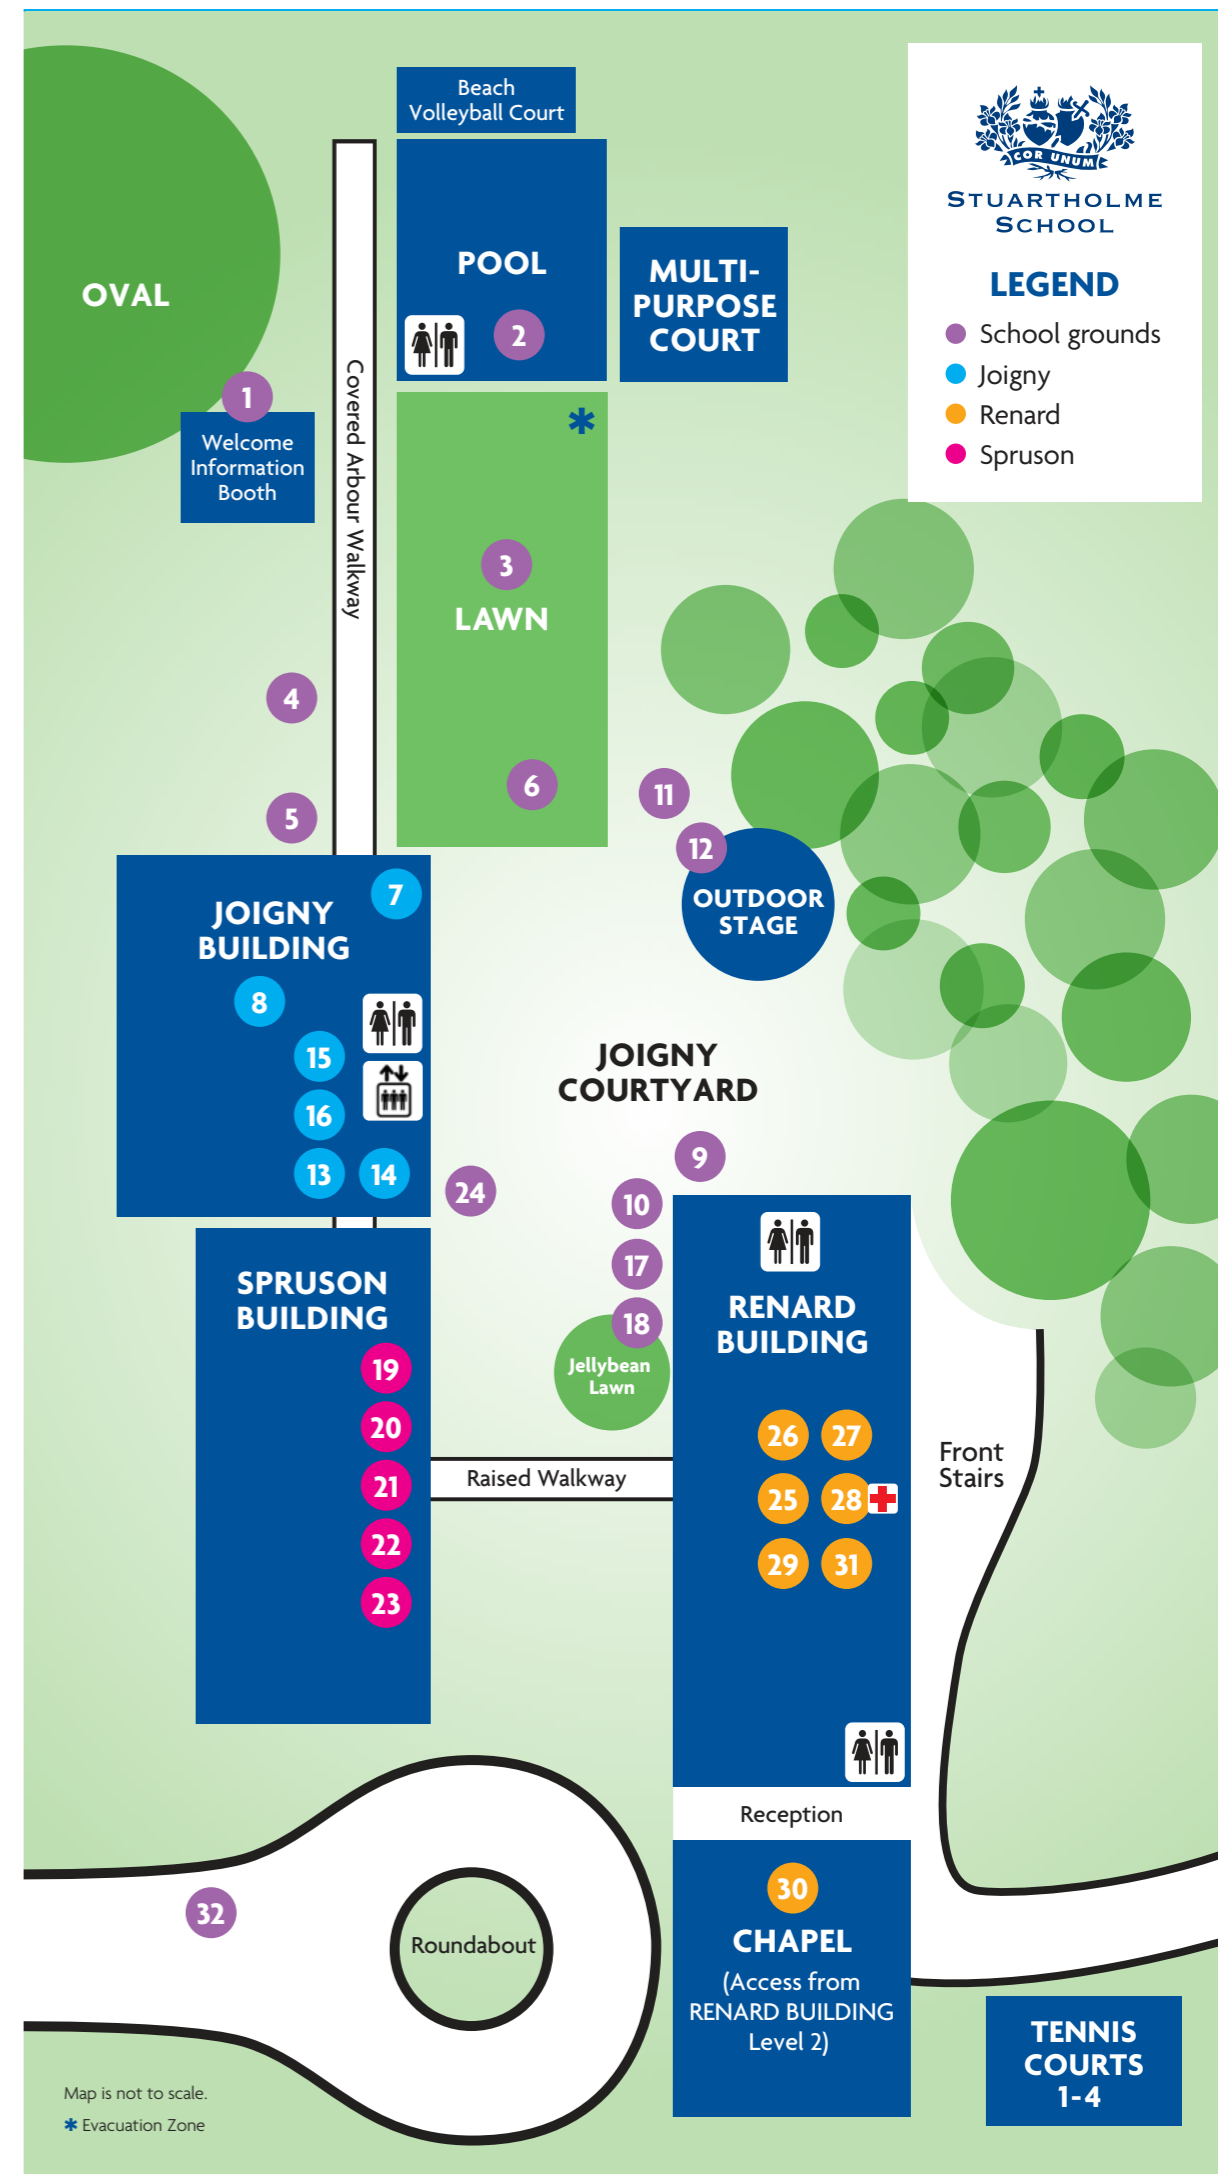 Beach
Volleyball Court
COR UNUM
STUARTHOLME
SCHOOL
LEGEND
School grounds
Joigny
Renard
Spruson
OVAL
POOL
2
MULTI-
PURPOSE
COURT
1
Welcome
Information
Booth
Covered Arbour Walkway
*
3
LAWN
4
5
6
11
12
OUTDOOR
STAGE
7
JOIGNY
BUILDING
8
15
16
13
14
JOIGNY
COURTYARD
24
9
10
17
18
Jellybean
Lawn
SPRUSON
BUILDING
19
20
21
22
23
Raised Walkway
RENARD
BUILDING
26
27
25
28
29
31
Front
Stairs
Reception
30
CHAPEL
(Access from
RENARD BUILDING
Level 2)
32
Roundabout
TENNIS
COURTS
1-4
Map is not to scale.
* Evacuation Zone